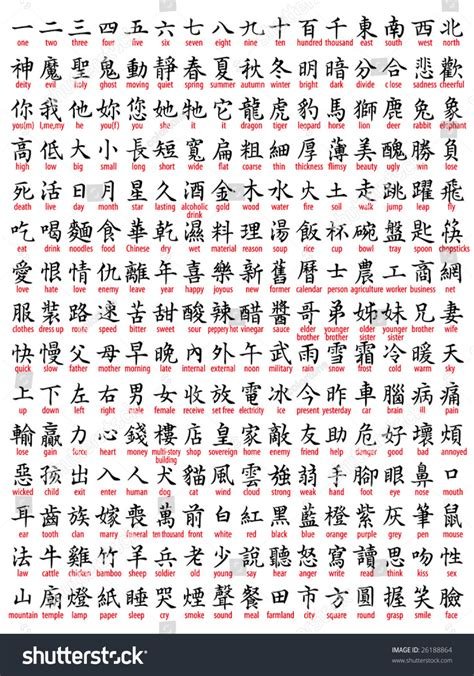 一 二 三 四 五 六 七 八 九 十 百 千 東 南 西 北
one two three four five six seven eight nine ten hundred thousand east south west north
神 魔 聖 鬼 動 靜 春 夏 秋 冬 明 暗 分 合 悲 歡
deity evil holy ghost moving quiet spring summer autumn winter bright dark division close sadness cheerful
你 我 他 妳 您 她 牠 它 龍 虎 豹 馬 獅 鹿 兔 象
you(m) I,me,my he you(f) you she it it dragon tiger leopard horse lion deer rabbit elephant
高 低 大 小 長 短 寬 扁 粗 細 厚 薄 美 醜 勝 負
high low big small long short wide flat coarse thin thickness flimsy beauty ugly win lose
死 活 日 月 星 久 酒 金 木 水 火 土 走 跳 躍 飛
death live day month star lasting alcoholic drink gold wood water fire soil walk jump leap fly
吃 喝 麵 食 華 乾 濕 料 理 湯 飯 杯 碗 盤 匙 筷
eat drink noodles food Chinese dry wet material reason soup rice cup bowl tray spoon chopsticks
愛 恨 情 仇 離 年 喜 樂 新 舊 曆 士 農 工 商 網
love hate love enemy leave year happy joyous new former calendar person agriculture worker business net
服 裝 路 迷 苦 甜 酸 辣 醋 醬 哥 弟 姊 妹 兄 妻
clothes dress up route speed bitter sweet sour peppery hot vinegar sauce elder brother younger brother elder sister younger sister brother wife
快 慢 父 母 早 晚 內 外 午 武 雨 雪 霜 冷 暖 天
quick slow father mother morning late internal external noon military rain snow frost cold warm sky
上 下 左 右 男 女 收 放 電 冰 今 昨 車 腦 病 痛
up down left right male female receive set free electricity ice present yesterday car brain ill pain
輸 贏 力 心 錢 樓 店 皇 家 敵 友 助 危 好 壞 煩
lose gain force heart money multi-story building shop sovereign home enemy friend help danger good bad annoyed
惡 孩 出 入 人 犬 貓 風 雲 強 弱 手 腳 眼 鼻 口
wicked child exit enter human dog cat wind cloud strong weak hand foot eye nose mouth
耳 齒 族 嫁 喪 萬 前 白 紅 黑 藍 橙 紫 灰 筆 鼠
ear tooth clan marry funeral ten thousand front white red black blue orange purple grey pen mouse
法 牛 雞 竹 羊 兵 老 少 說 聽 怒 寫 讀 思 吻 性
law cattle chicken bamboo sheep soldier old young say hear anger write read think kiss sex
山 廟 燈 紙 睡 哭 煙 聲 餐 田 市 方 圓 握 笑 臉
mountain temple lamp paper sleep cry smoke sound meal farmland city square round grasp smile face
shutterstock
IMAGE ID: 26188864
www.shutterstock.com